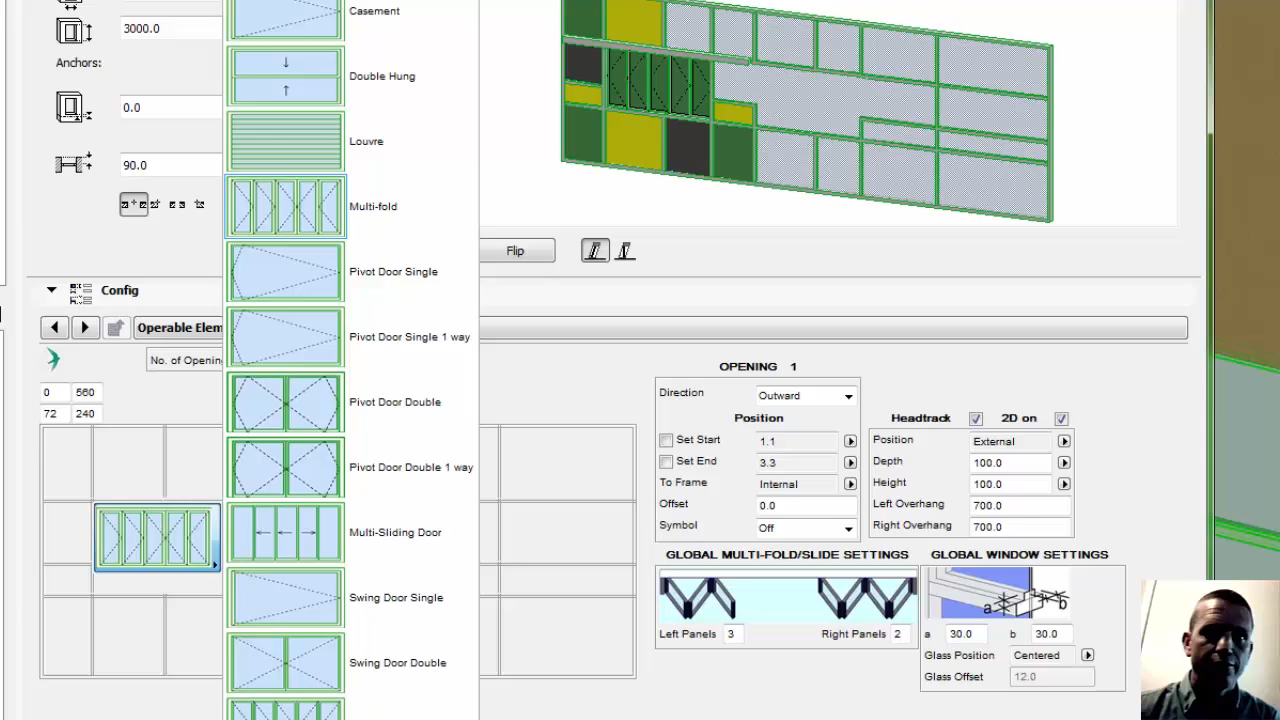 Casement
3000.0
Anchors:
Double Hung
0.0
Louvre
90.0
Multi-fold
Flip
Pivot Door Single
Config
Operable Elem
Pivot Door Single 1 way
No. of Opening
0 560
72 240
Pivot Door Double
Pivot Door Double 1 way
Multi-Sliding Door
Swing Door Single
Swing Door Double
OPENING 1
Direction Outward
Position
Set Start 1.1
Set End 3.3
To Frame Internal
Offset 0.0
Symbol Off
Headtrack 2D on
Position External
Depth 100.0
Height 100.0
Left Overhang 700.0
Right Overhang 700.0
GLOBAL MULTI-FOLD/SLIDE SETTINGS
Left Panels 3 Right Panels 2
GLOBAL WINDOW SETTINGS
a b
a 30.0 b 30.0
Glass Position Centered
Glass Offset 12.0